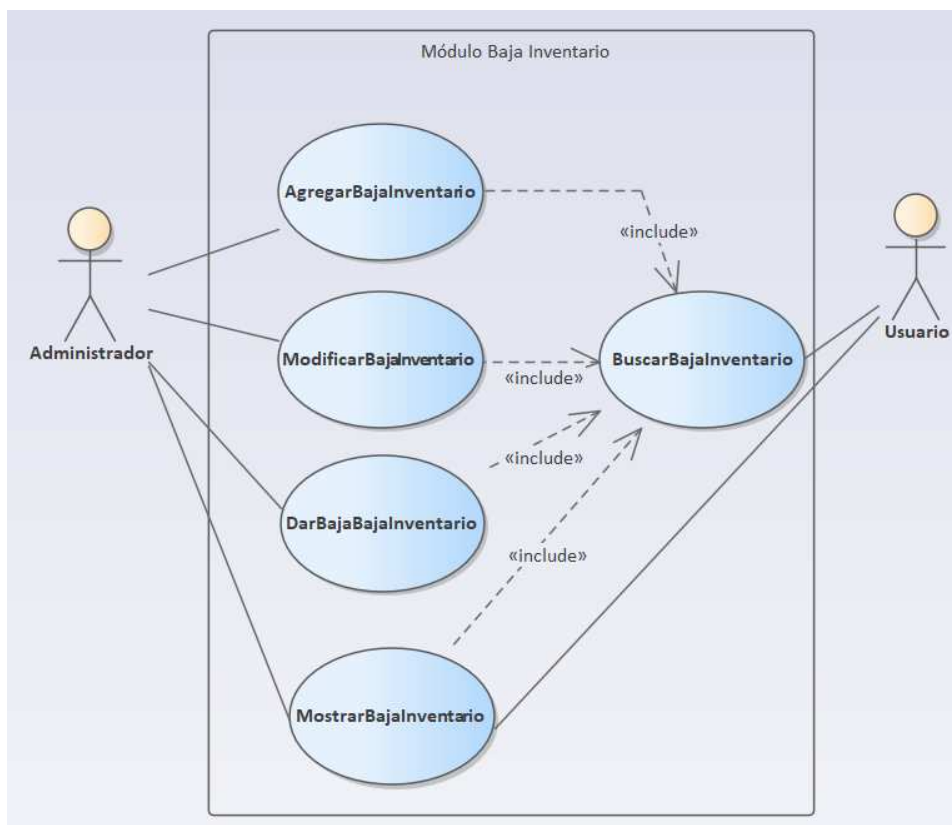 Módulo Baja Inventario
AgregarBajaInventario
«include»
Administrador
Usuario
ModificarBajaInventario
BuscarBajaInventario
«include»
«include»
DarBajaBajaInventario
«include»
MostrarBajaInventario